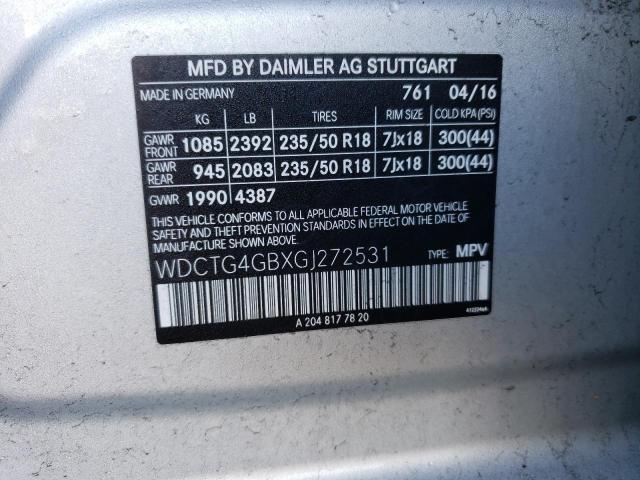 MFD BY DAIMLER AG STUTTGART
MADE IN GERMANY 761 04/16
KG LB TIRES RIM SIZE COLD KPA (PSI)
GAWR FRONT 1085 2392 235/50 R18 7Jx18 300(44)
GAWR REAR 945 2083 235/50 R18 7Jx18 300(44)
GVWR 1990 4387
THIS VEHICLE CONFORMS TO ALL APPLICABLE FEDERAL MOTOR VEHICLE
SAFETY AND THEFT PREVENTION STANDARDS IN EFFECT ON THE DATE
OF MANUFACTURE SHOWN ABOVE.
WDCTG4GBXGJ272531 TYPE: MPV
A 204 817 78 20